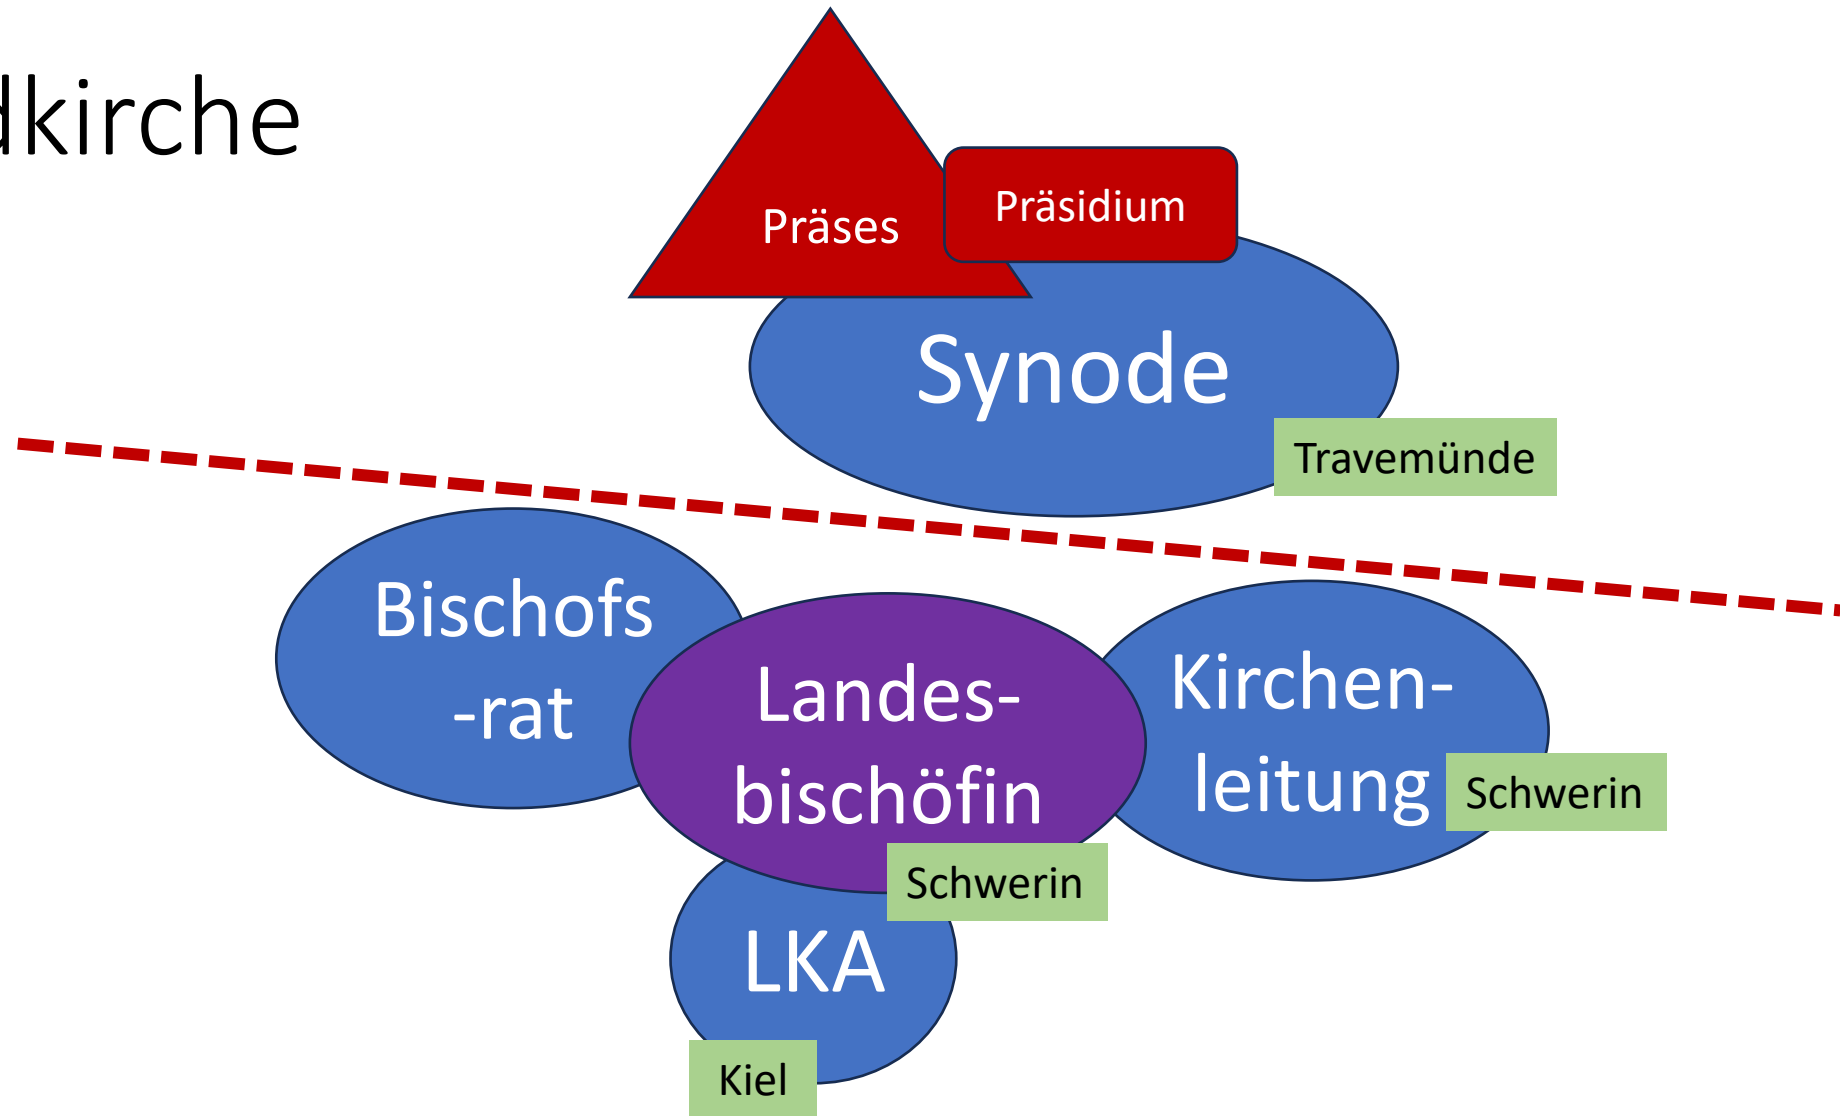 dkirche
Präses
Präsidium
Synode
Travemünde
Bischofs
-rat
Landes-
bischöfin
Schwerin
Kirchen-
leitung
Schwerin
LKA
Kiel